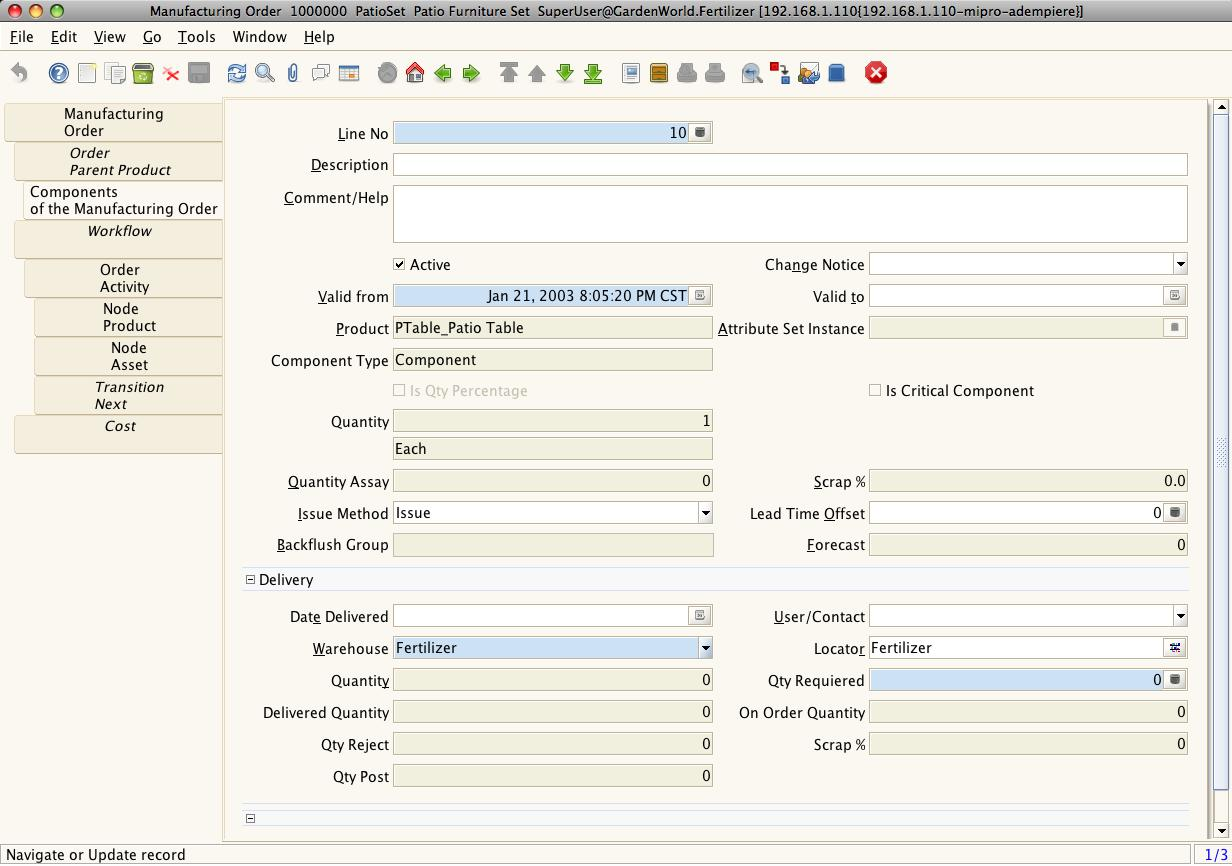 Manufacturing Order  1000000  PatioSet  Patio Furniture Set  SuperUser@GardenWorld.Fertilizer [192.168.1.110{192.168.1.110-mipro-adempiere}]
File Edit View Go Tools Window Help
Manufacturing
Order
Order
Parent Product
Components
of the Manufacturing Order
Workflow
Order
Activity
Node
Product
Node
Asset
Transition
Next
Cost
Line No 10
Description
Comment/Help
Active Change Notice
Valid from Jan 21, 2003 8:05:20 PM CST Valid to
Product PTable_Patio Table Attribute Set Instance
Component Type Component
Is Qty Percentage Is Critical Component
Quantity 1
Each
Quantity Assay 0 Scrap % 0.0
Issue Method Issue Lead Time Offset 0
Backflush Group Forecast 0
Delivery
Date Delivered User/Contact
Warehouse Fertilizer Locator Fertilizer
Quantity 0 Qty Requiered 0
Delivered Quantity 0 On Order Quantity 0
Qty Reject 0 Scrap % 0
Qty Post 0
Navigate or Update record 1/3